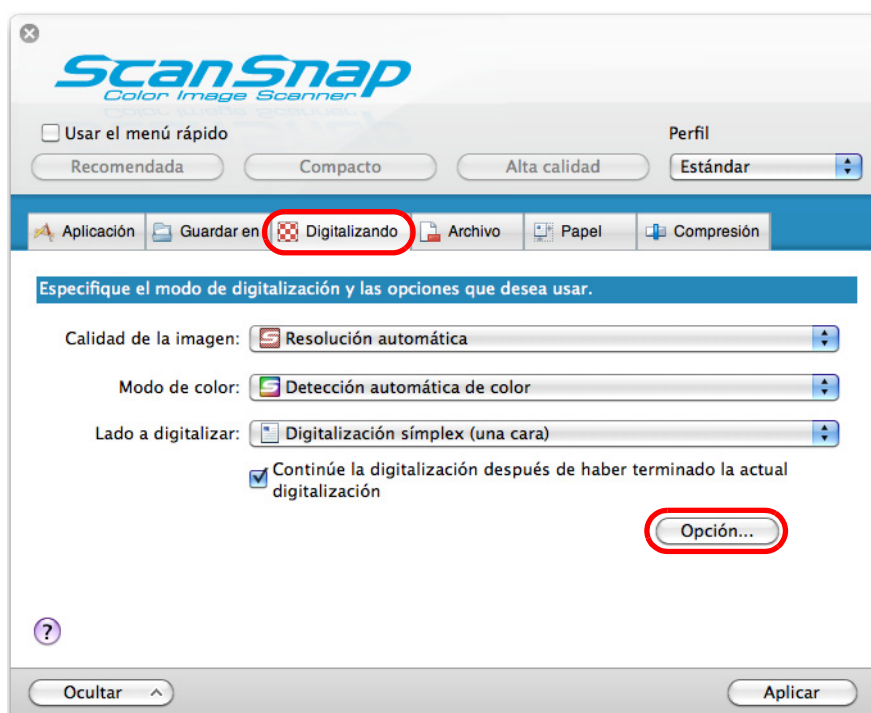 ScanSnap
Color Image Scanner
Usar el menú rápido
Perfil
Recomendada Compacto Alta calidad Estándar
Aplicación Guardar en Digitalizando Archivo Papel Compresión
Especifique el modo de digitalización y las opciones que desea usar.
Calidad de la imagen: Resolución automática
Modo de color: Detección automática de color
Lado a digitalizar: Digitalización símplex (una cara)
Continúe la digitalización después de haber terminado la actual
digitalización
Opción...
?
Ocultar Aplicar